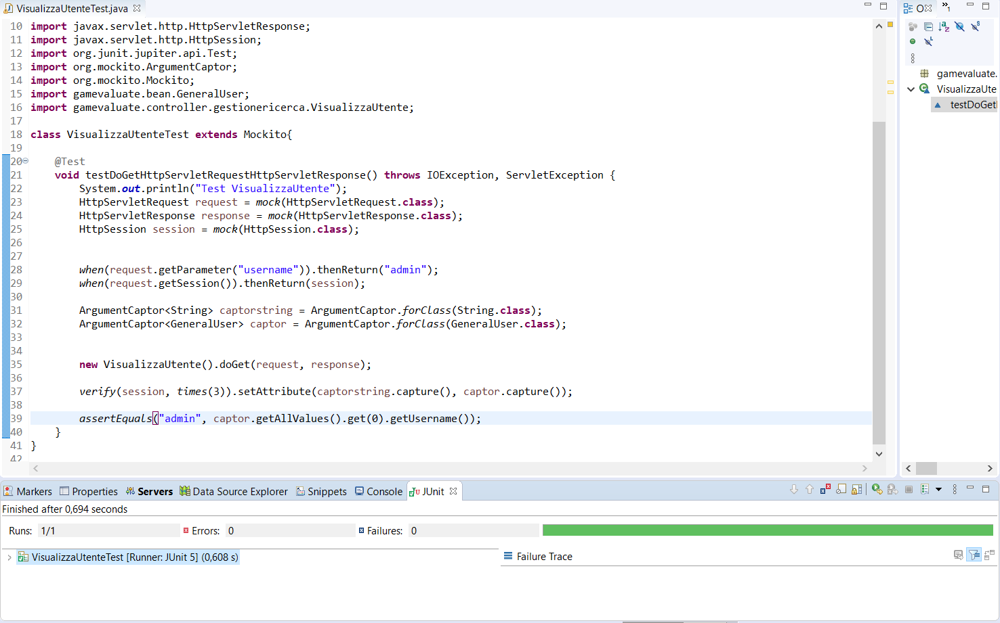 VisualizzaUtenteTest.java
10 import javax.servlet.http.HttpServletResponse;
11 import javax.servlet.http.HttpSession;
12 import org.junit.jupiter.api.Test;
13 import org.mockito.ArgumentCaptor;
14 import org.mockito.Mockito;
15 import gamevaluate.bean.GeneralUser;
16 import gamevaluate.controller.gestionericerca.VisualizzaUtente;
17
18 class VisualizzaUtenteTest extends Mockito{
19
20 @Test
21 void testDoGetHttpServletRequestHttpServletResponse() throws IOException, ServletException {
22 System.out.println("Test VisualizzaUtente");
23 HttpServletRequest request = mock(HttpServletRequest.class);
24 HttpServletResponse response = mock(HttpServletResponse.class);
25 HttpSession session = mock(HttpSession.class);
26
27
28 when(request.getParameter("username")).thenReturn("admin");
29 when(request.getSession()).thenReturn(session);
30
31 ArgumentCaptor<String> captorstring = ArgumentCaptor.forClass(String.class);
32 ArgumentCaptor<GeneralUser> captor = ArgumentCaptor.forClass(GeneralUser.class);
33
34
35 new VisualizzaUtente().doGet(request, response);
36
37 verify(session, times(3)).setAttribute(captorstring.capture(), captor.capture());
38
39 assertEquals("admin", captor.getAllValues().get(0).getUsername());
40 }
41 }
42
O
1
gamevaluate.
VisualizzaUte
testDoGetl
Markers Properties Servers Data Source Explorer Snippets Console JUnit
Finished after 0,694 seconds
Runs: 1/1 Errors: 0 Failures: 0
VisualizzaUtenteTest [Runner: JUnit 5] (0,608 s)
Failure Trace